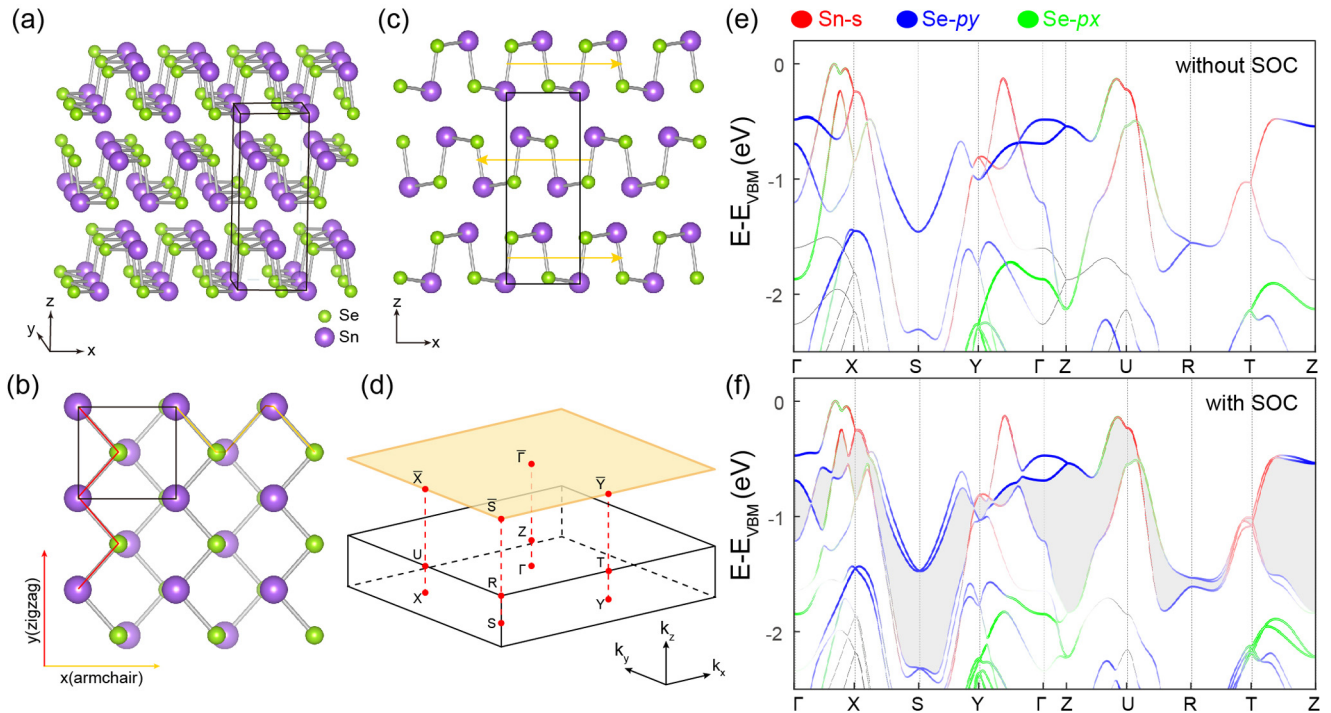 (a)
z
y
x
Se
Sn
(b)
y(zigzag)
x(armchair)
(c)
z
x
(d)
X̅
Γ̅
S̅
Y̅
U
Z
T
R
Γ
X
Y
S
k_z
k_y
k_x
(e)
Sn-s
Se-py
Se-px
without SOC
E-E_VBM (eV)
0
-1
-2
Γ X S Y Γ Z U R T Z
(f)
with SOC
E-E_VBM (eV)
0
-1
-2
Γ X S Y Γ Z U R T Z